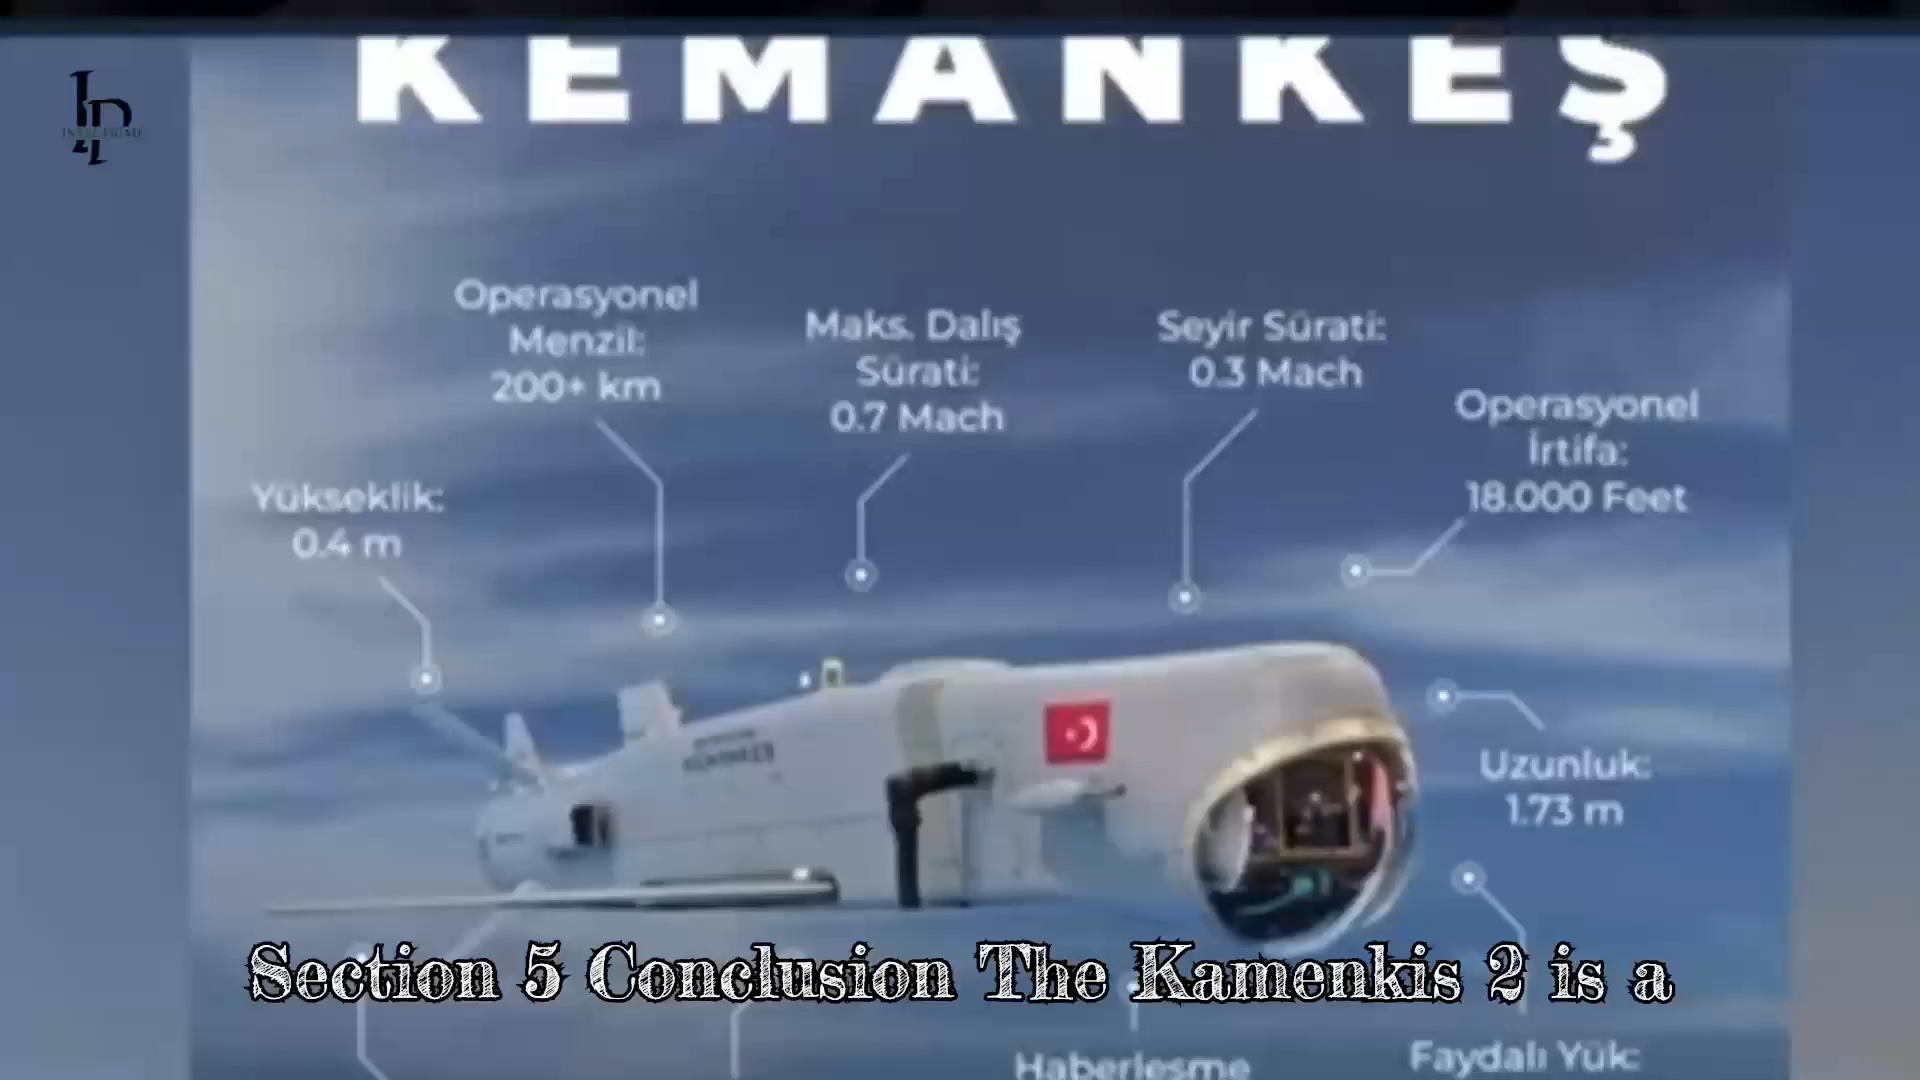 KEMANKEŞ
Operasyonel
Menzil:
200+ km
Maks. Dalış
Sürati:
0.7 Mach
Seyir Sürati:
0.3 Mach
Operasyonel
İrtifa:
18.000 Feet
Yükseklik:
0.4 m
Uzunluk:
1.73 m
Section 5 Conclusion The Kamenkis 2 is a
Haberleşme
Faydalı Yük: